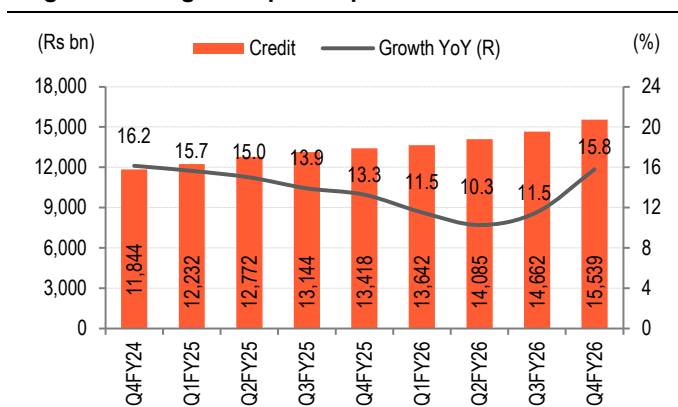 (Rs bn)
Credit
Growth YoY (R)
(%)
18,000
15,000
12,000
9,000
6,000
3,000
0
24
20
16
12
8
4
0
16.2
15.7
15.0
13.9
13.3
11.5
10.3
11.5
15.8
11,844
12,232
12,772
13,144
13,418
13,642
14,085
14,662
15,539
Q4FY24
Q1FY25
Q2FY25
Q3FY25
Q4FY25
Q1FY26
Q2FY26
Q3FY26
Q4FY26